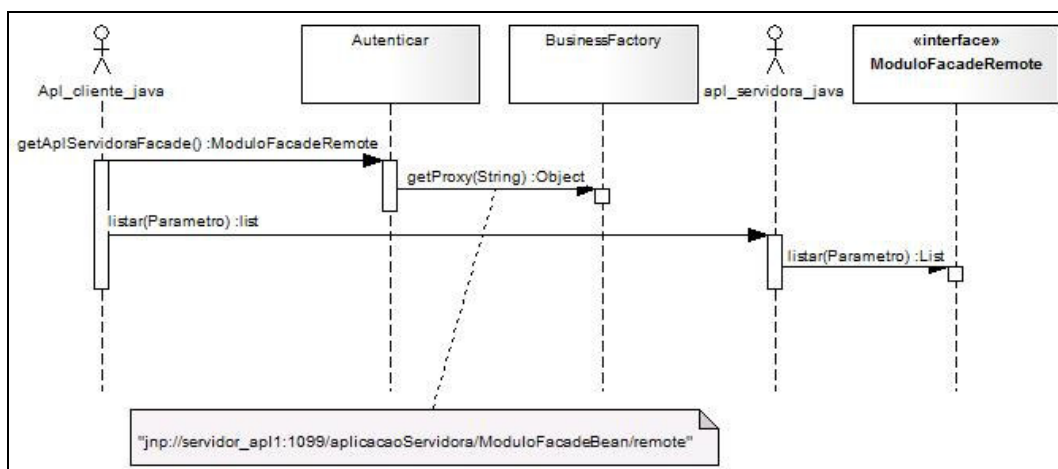 Autenticar
BusinessFactory
«interface»
ModuloFacadeRemote
Apl_cliente_java
apl_servidora_java
getAplServidoraFacade() :ModuloFacadeRemote
getProxy(String) :Object
listar(Parametro) :list
listar(Parametro) :List
"jnp://servidor_apl1:1099/aplicacaoServidora/ModuloFacadeBean/remote"